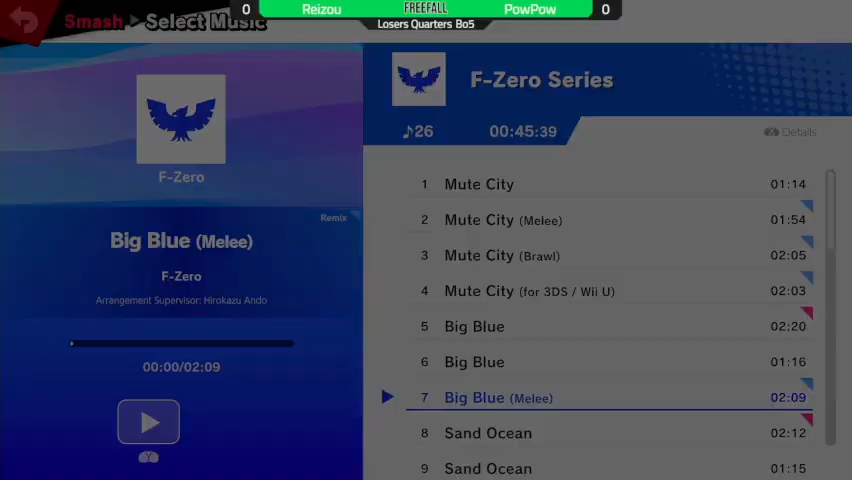 0 Reizou FREEFALL PowPow 0
Losers Quarters Bo5
Smash ▶ Select Music
F-Zero
Remix
Big Blue (Melee)
F-Zero
Arrangement Supervisor: Hirokazu Ando
00:00/02:09
Y
F-Zero Series
♪26 00:45:39
Details
1 Mute City 01:14
2 Mute City (Melee) 01:54
3 Mute City (Brawl) 02:05
4 Mute City (for 3DS / Wii U) 02:03
5 Big Blue 02:20
6 Big Blue 01:16
7 Big Blue (Melee) 02:09
8 Sand Ocean 02:12
9 Sand Ocean 01:15